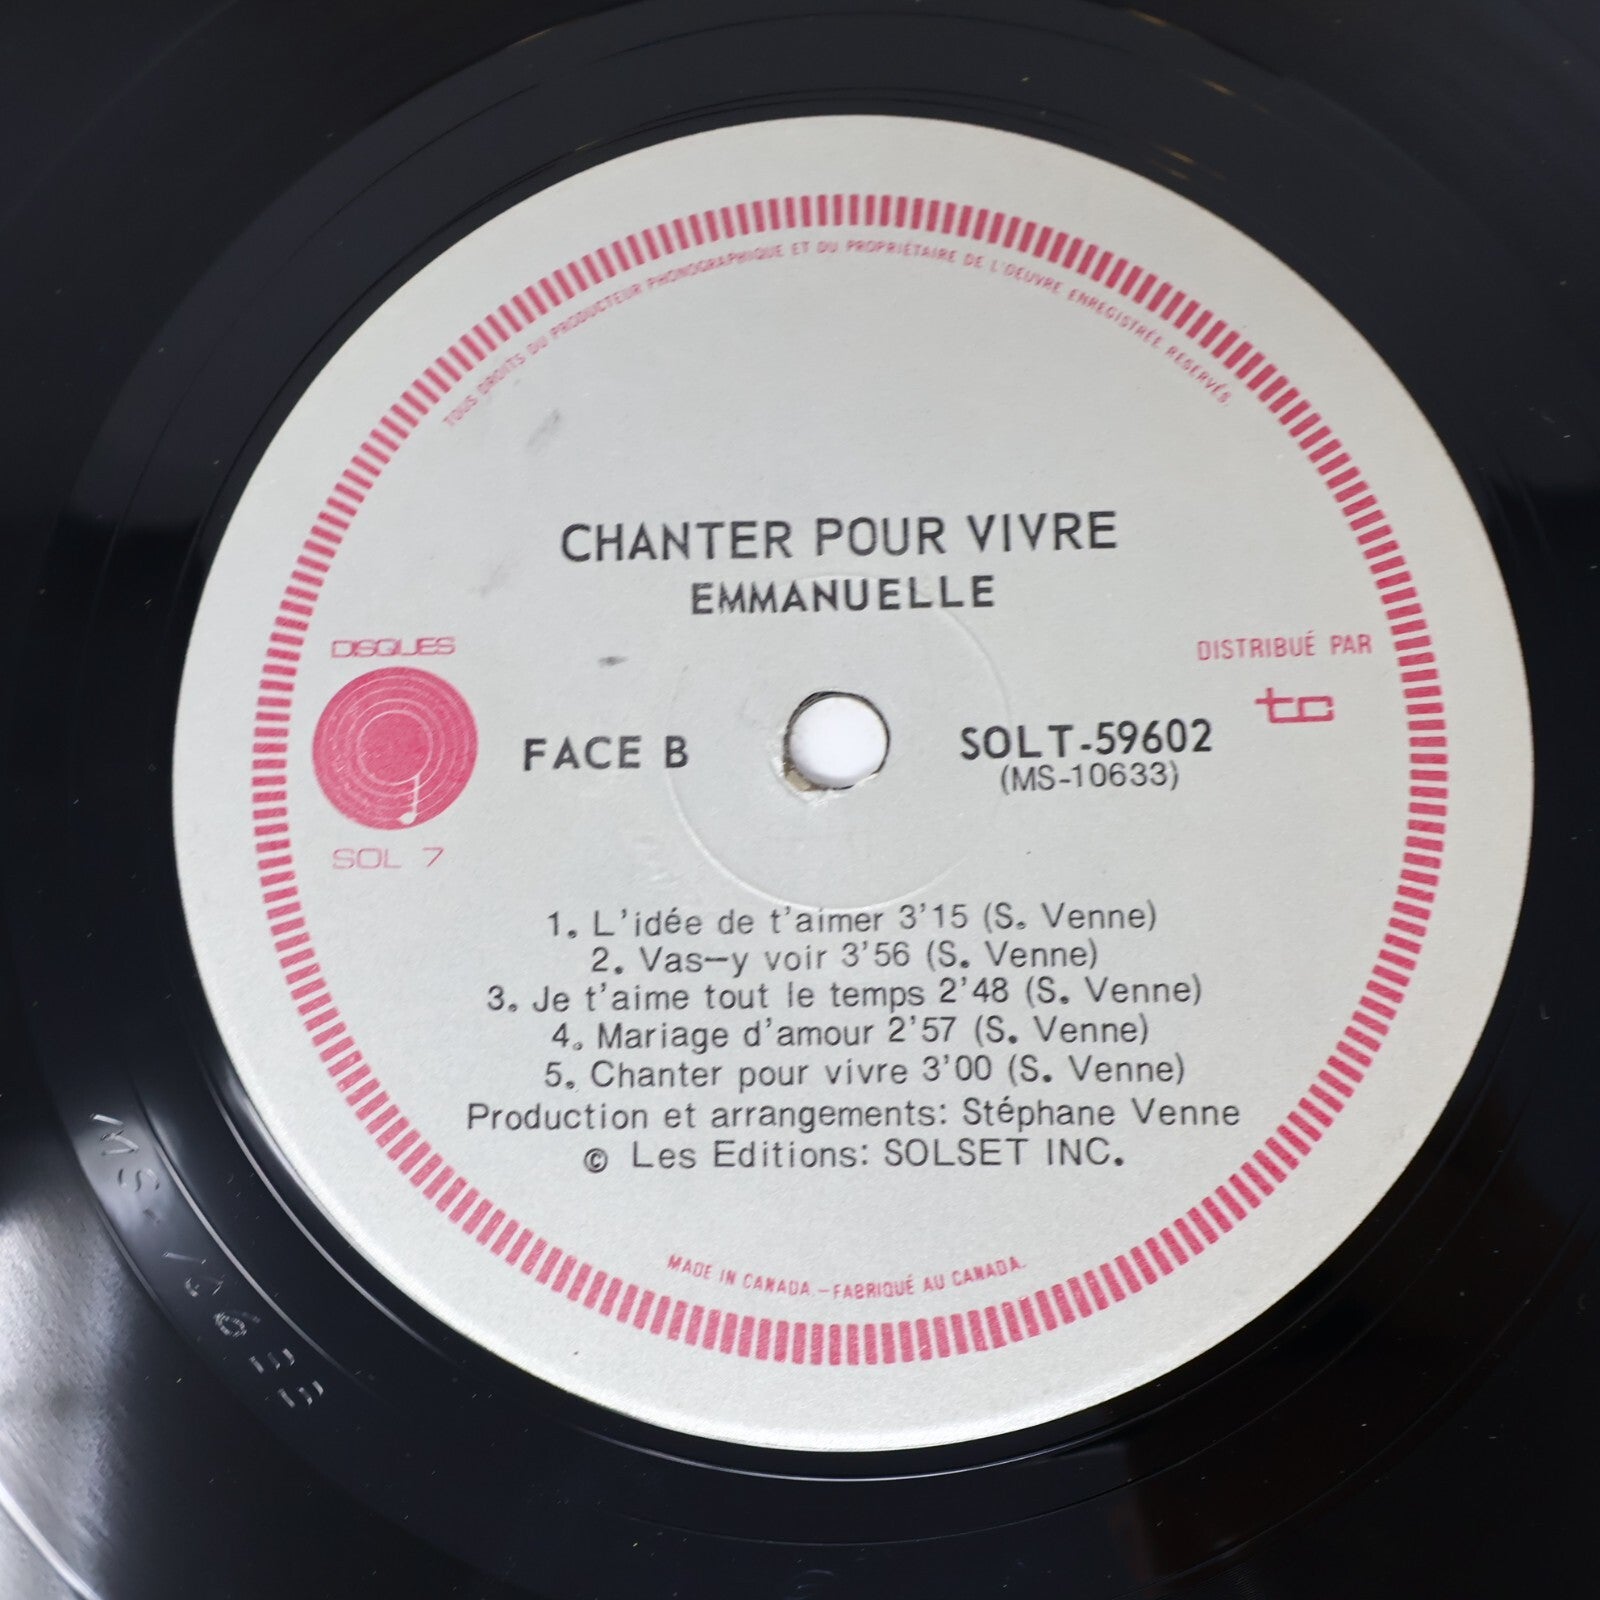 TOUS DROITS DU PRODUCTEUR PHONOGRAPHIQUE ET DU PROPRIÉTAIRE DE L'OEUVRE ENREGISTRÉE RESERVÉS.
CHANTER POUR VIVRE
EMMANUELLE
DISQUES
SOL 7
DISTRIBUÉ PAR
tc
FACE B
SOLT-59602
(MS-10633)
1. L'idée de t'aimer 3'15 (S. Venne)
2. Vas-y voir 3'56 (S. Venne)
3. Je t'aime tout le temps 2'48 (S. Venne)
4. Mariage d'amour 2'57 (S. Venne)
5. Chanter pour vivre 3'00 (S. Venne)
Production et arrangements: Stéphane Venne
© Les Editions: SOLSET INC.
MADE IN CANADA.-FABRIQUÉ AU CANADA.
MS-10633